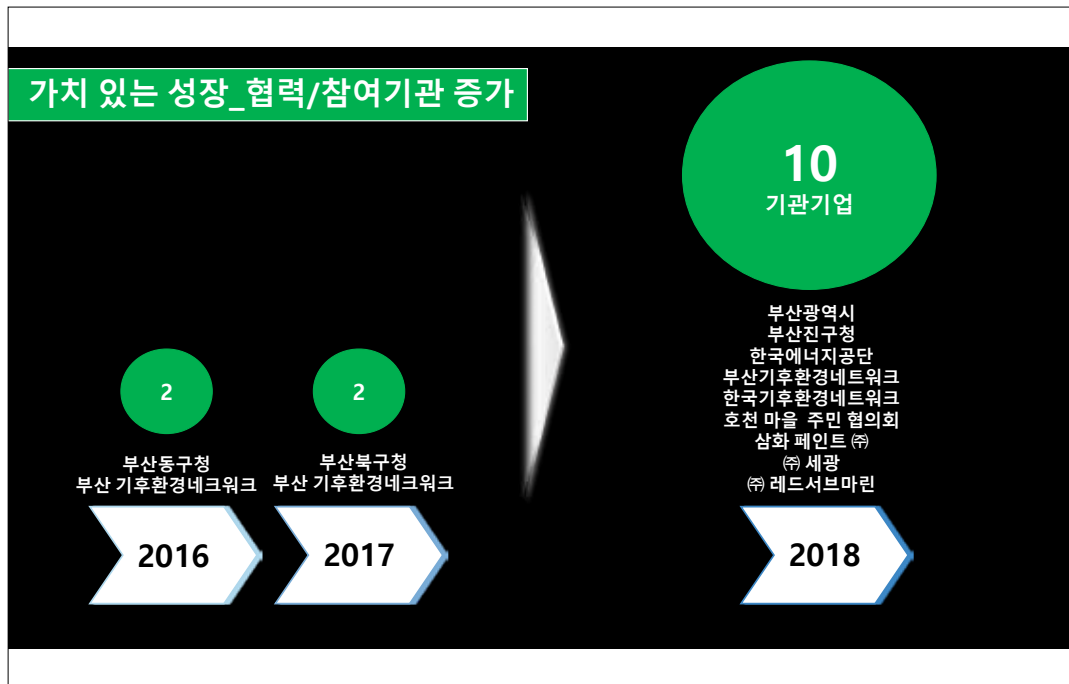 가치 있는 성장_협력/참여기관 증가
10
기관기업
부산광역시
부산진구청
한국에너지공단
부산기후환경네트워크
한국기후환경네트워크
호천 마을 주민 협의회
삼화 페인트 ㈜
㈜ 세광
㈜ 레드서브마린
2
부산동구청
부산 기후환경네크워크
2
부산북구청
부산 기후환경네크워크
2016
2017
2018